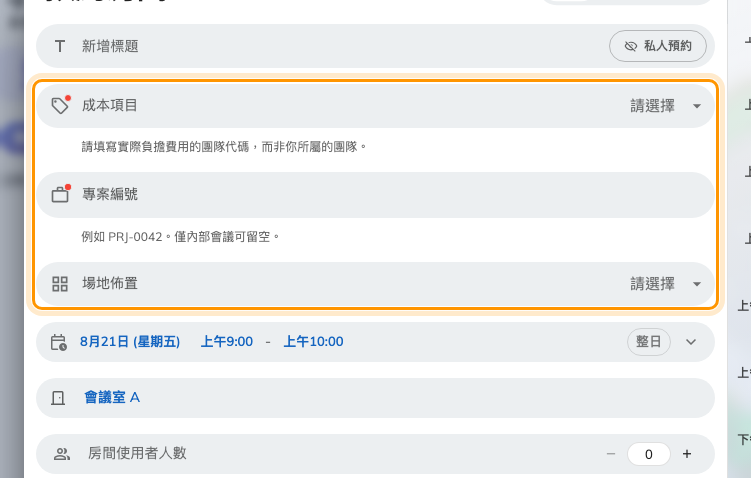 新增標題
私人預約
成本項目
請選擇
請填寫實際負擔費用的團隊代碼，而非你所屬的團隊。
專案編號
例如 PRJ-0042。僅內部會議可留空。
場地佈置
請選擇
8月21日 (星期五) 上午9:00 - 上午10:00
整日
會議室 A
房間使用者人數
− 0 +